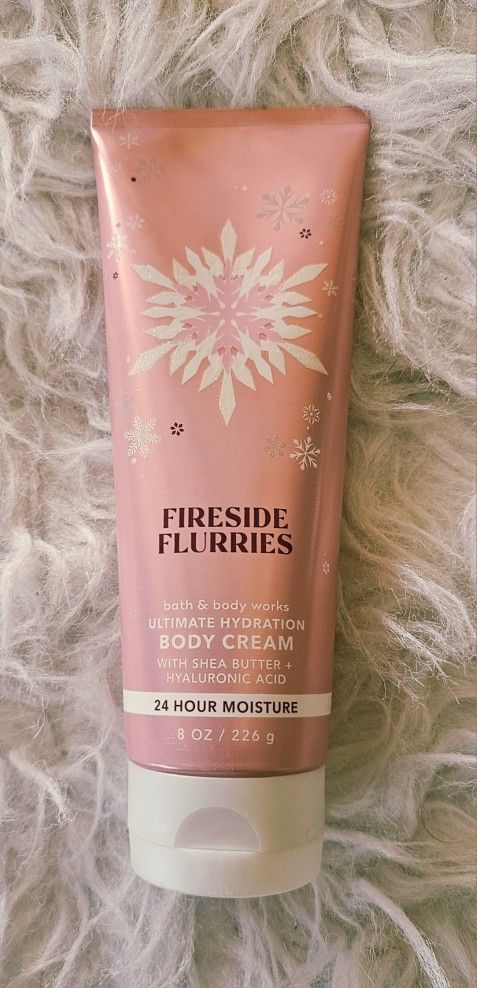 FIRESIDE
FLURRIES
bath & body works
ULTIMATE HYDRATION
BODY CREAM
WITH SHEA BUTTER +
HYALURONIC ACID
24 HOUR MOISTURE
8 OZ / 226 g